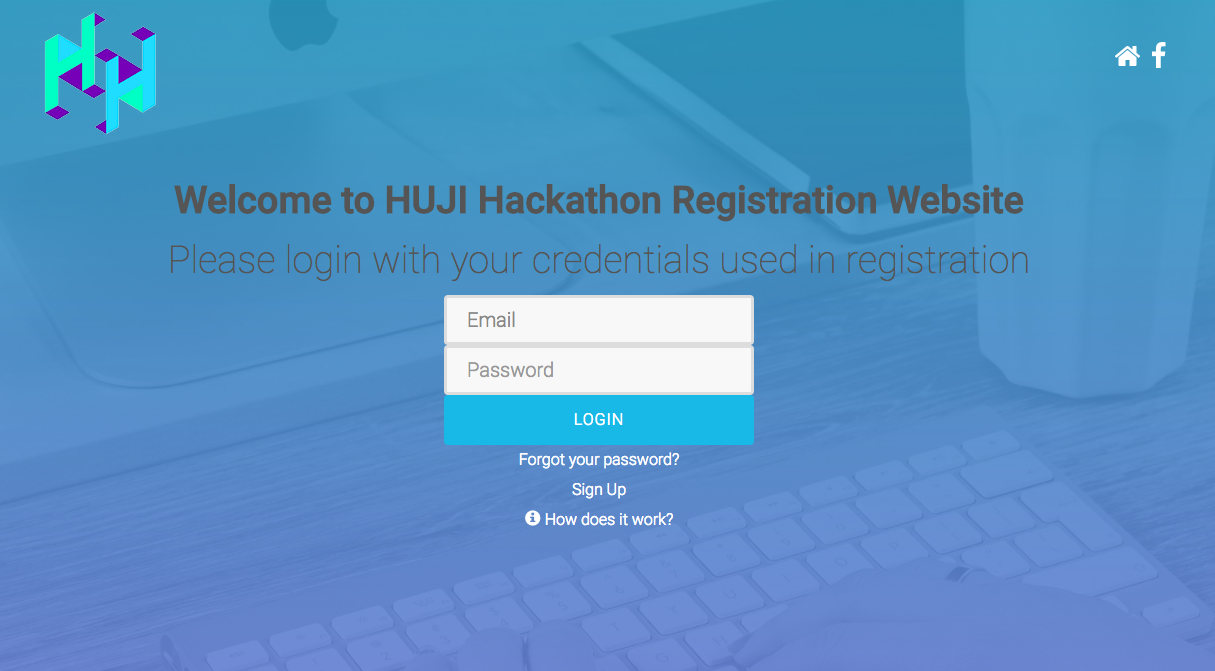 Welcome to HUJI Hackathon Registration Website
Please login with your credentials used in registration
Email
Password
LOGIN
Forgot your password?
Sign Up
How does it work?